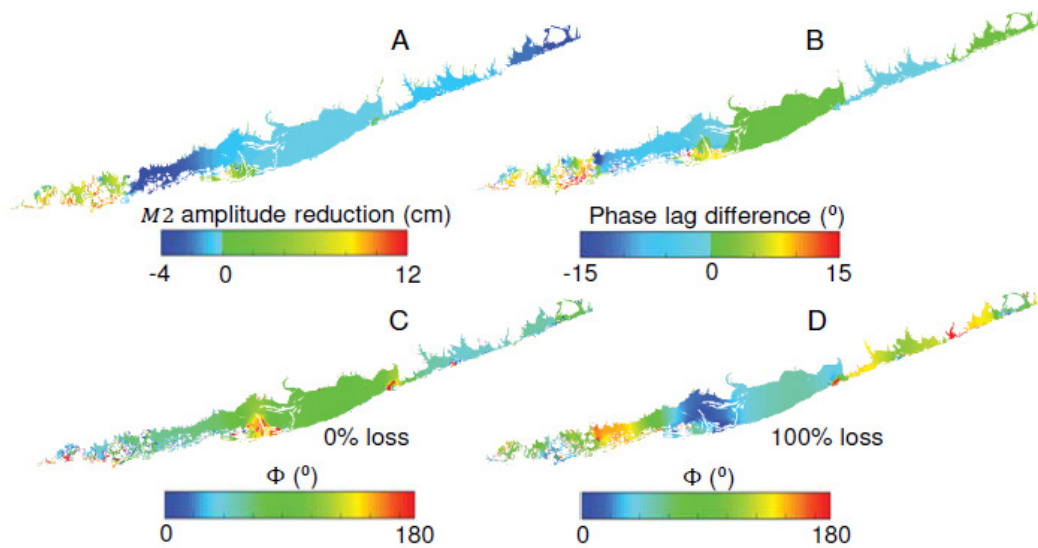 A
B
M2 amplitude reduction (cm)
-4 0 12
Phase lag difference (⁰)
-15 0 15
C
D
0% loss
100% loss
Φ (⁰)
0 180
Φ (⁰)
0 180